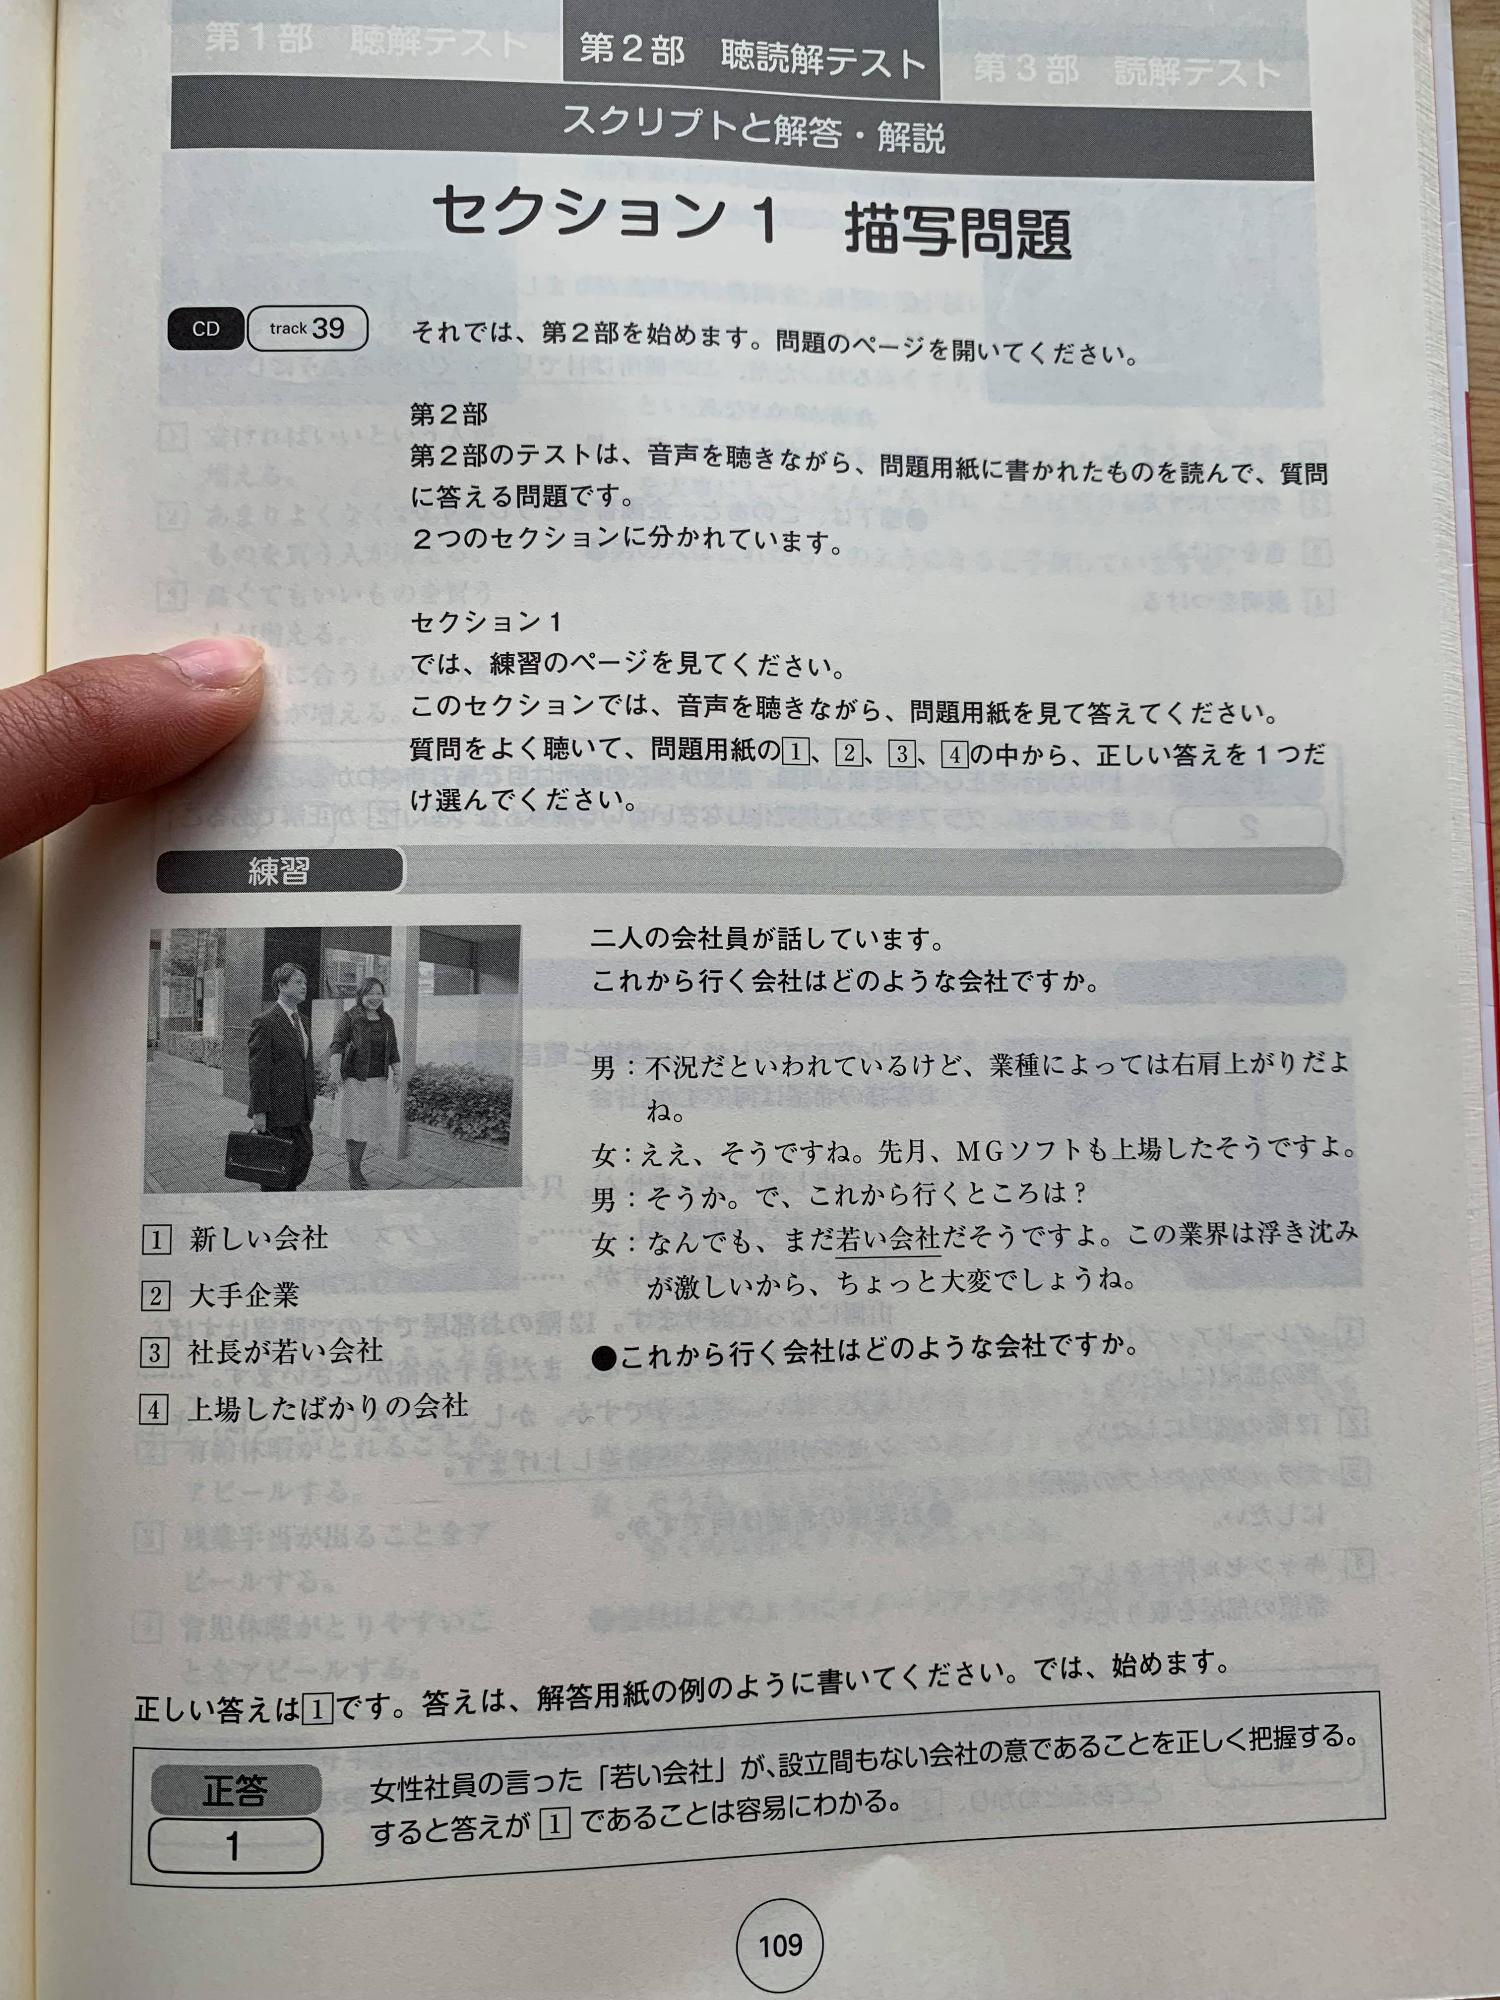 第1部 聴解テスト
第2部 聴読解テスト
第3部 読解テスト
スクリプトと解答・解説
セクション1 描写問題
CD track 39
それでは、第2部を始めます。問題のページを開いてください。
第2部
第2部のテストは、音声を聴きながら、問題用紙に書かれたものを読んで、質問
に答える問題です。
2つのセクションに分かれています。
セクション1
では、練習のページを見てください。
このセクションでは、音声を聴きながら、問題用紙を見て答えてください。
質問をよく聴いて、問題用紙の1、2、3、4の中から、正しい答えを1つだ
け選んでください。
練習
二人の会社員が話しています。
これから行く会社はどのような会社ですか。
男：不況だといわれているけど、業種によっては右肩上がりだよ
ね。
女：ええ、そうですね。先月、MGソフトも上場したそうですよ。
男：そうか。で、これから行くところは？
女：なんでも、まだ若い会社だそうですよ。この業界は浮き沈み
が激しいから、ちょっと大変でしょうね。
●これから行く会社はどのような会社ですか。
1 新しい会社
2 大手企業
3 社長が若い会社
4 上場したばかりの会社
正しい答えは1です。答えは、解答用紙の例のように書いてください。では、始めます。
正答
1
女性社員の言った「若い会社」が、設立間もない会社の意であることを正しく把握する。
すると答えが 1 であることは容易にわかる。
109